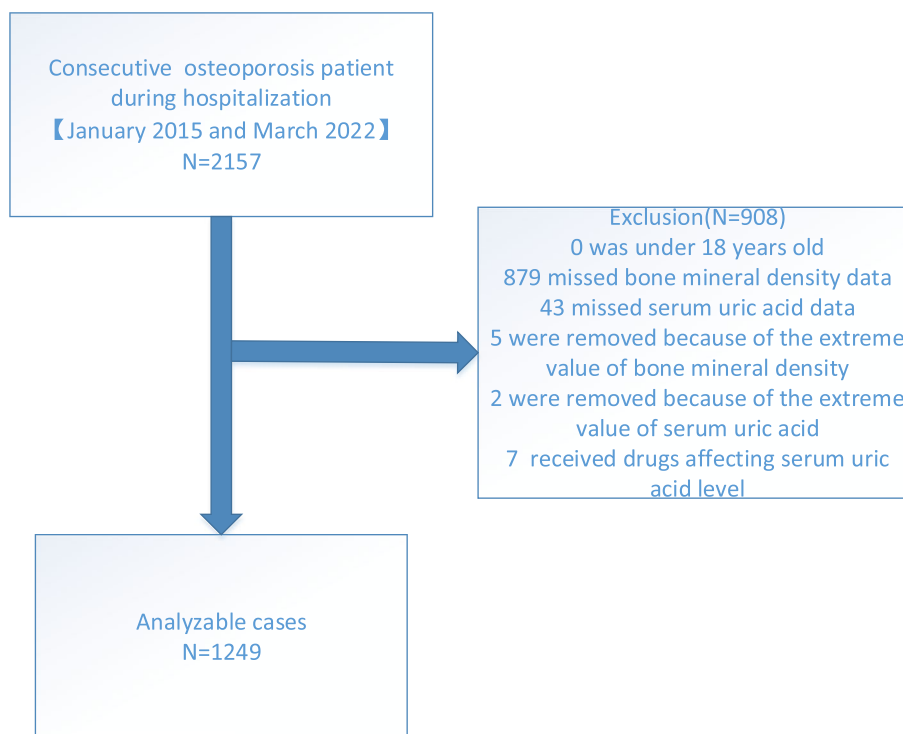 Consecutive  osteoporosis patient
during hospitalization
【January 2015 and March 2022】
N=2157
Exclusion(N=908)
0 was under 18 years old
879 missed bone mineral density data
43 missed serum uric acid data
5 were removed because of the extreme
value of bone mineral density
2 were removed because of the extreme
value of serum uric acid
7  received drugs affecting serum uric
acid level
Analyzable cases
N=1249